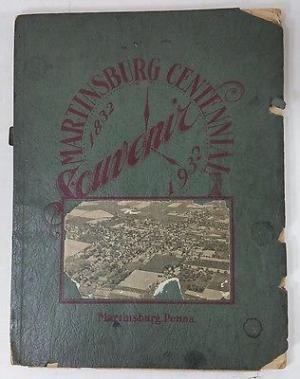 MARTINSBURG CENTENNIAL
1832
Souvenir
1932
Martinsburg, Penna.